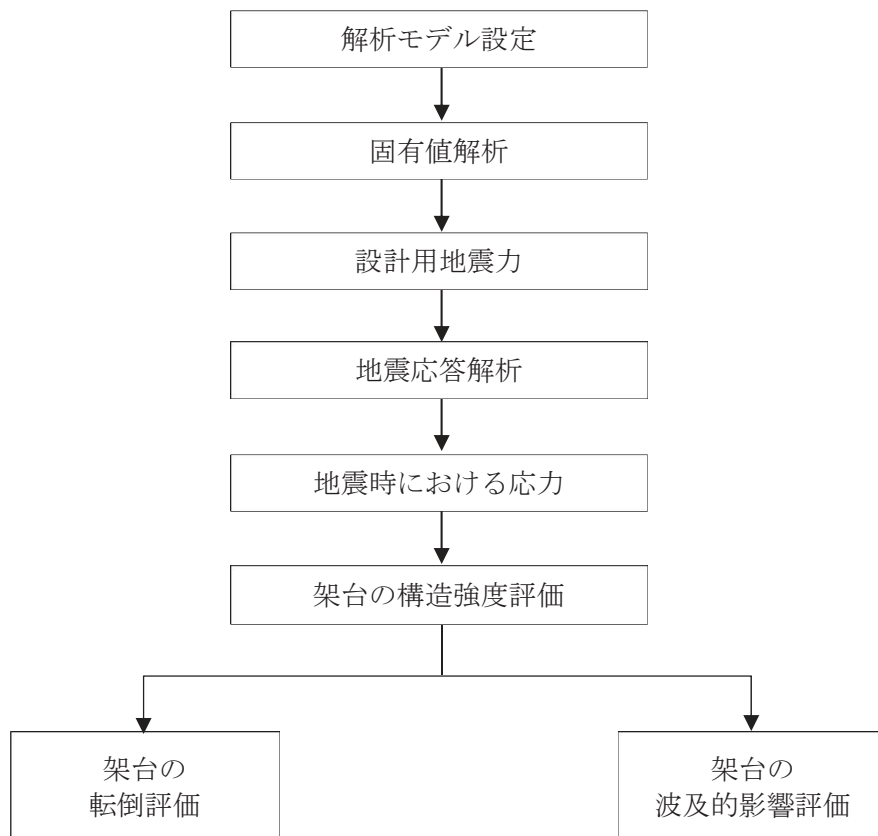 解析モデル設定
固有値解析
設計用地震力
地震応答解析
地震時における応力
架台の構造強度評価
架台の
転倒評価
架台の
波及的影響評価